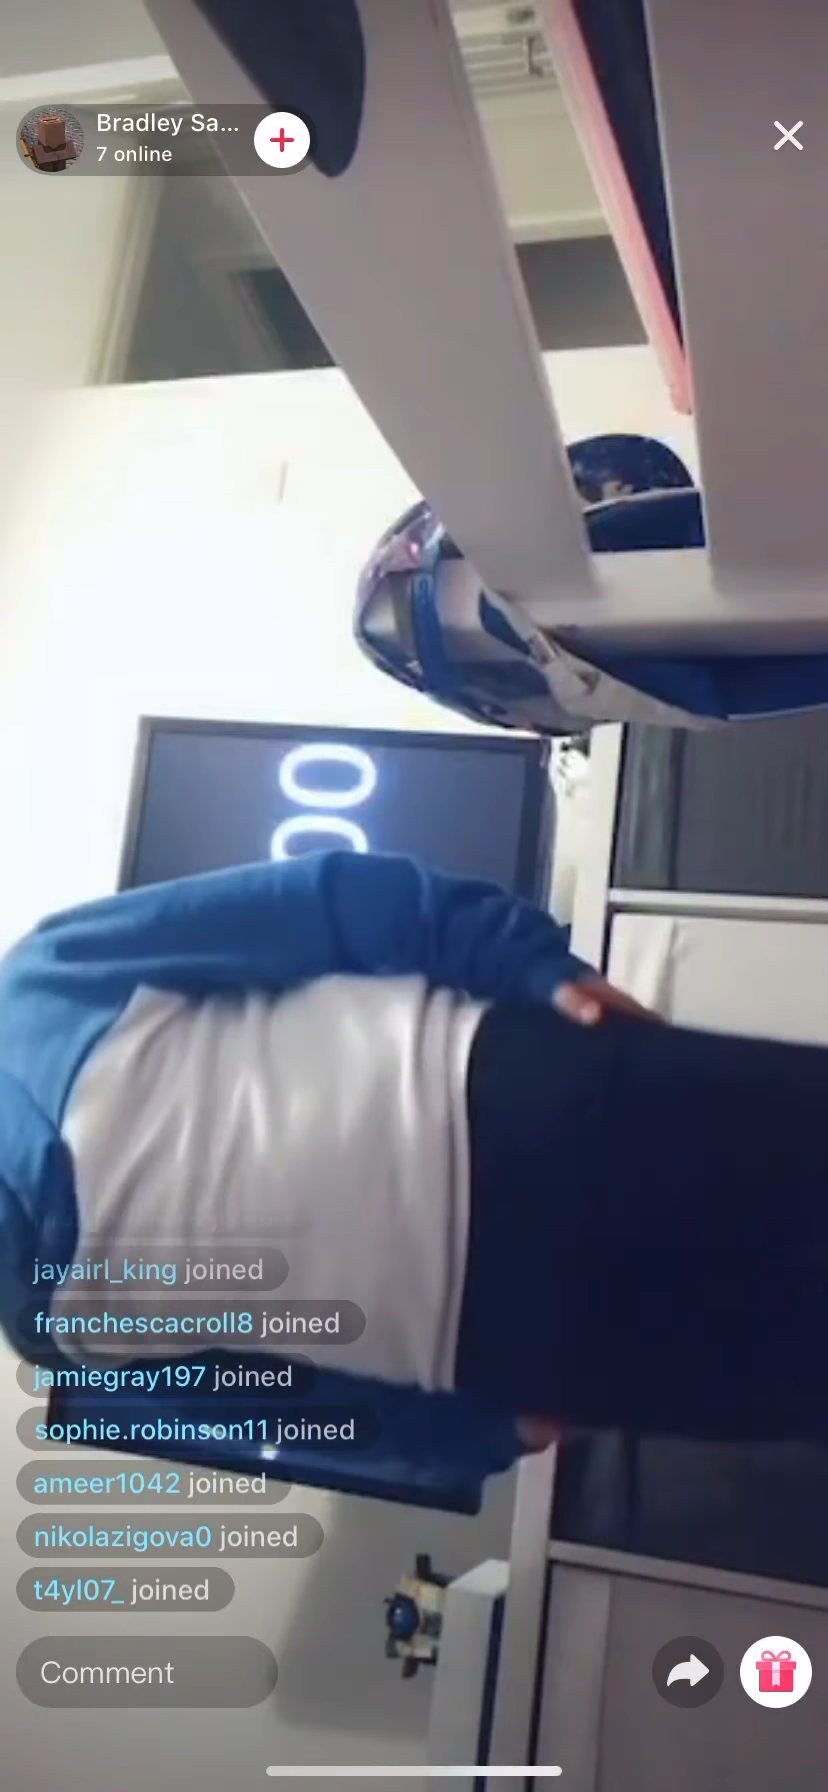 Bradley Sa...
7 online
00
jayairl_king joined
franchescacroll8 joined
jamiegray197 joined
sophie.robinson11 joined
ameer1042 joined
nikolazigova0 joined
t4yl07_ joined
Comment